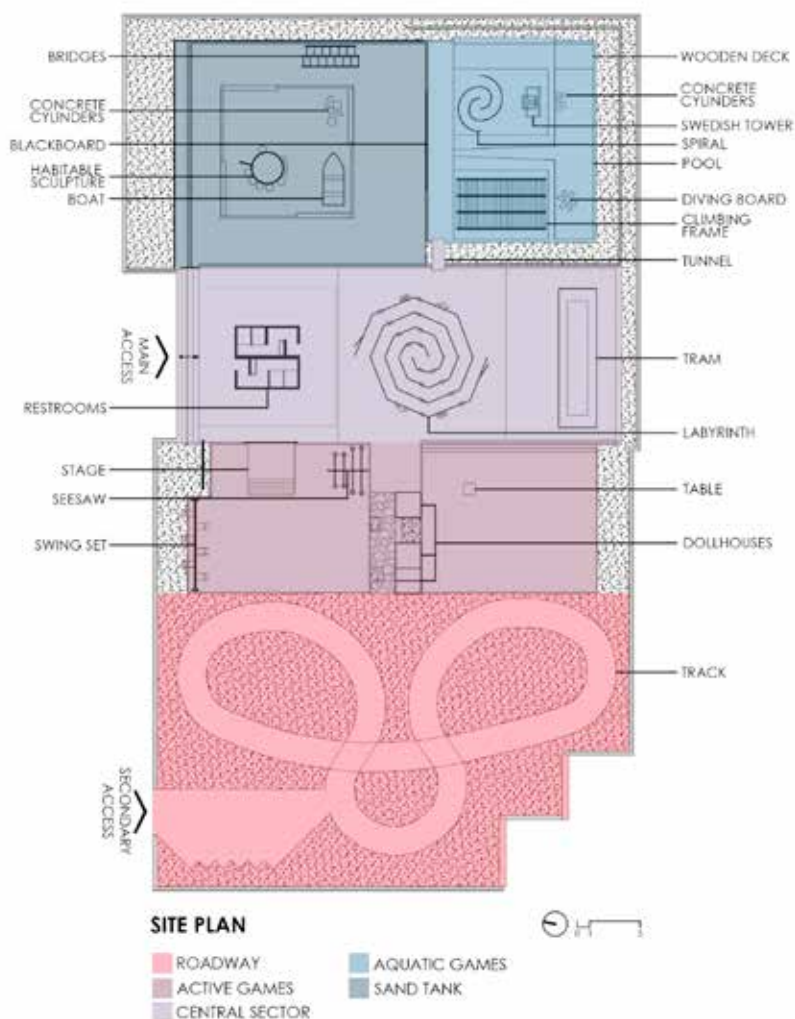 BRIDGES
CONCRETE
CYLINDERS
BLACKBOARD
HABITABLE
SCULPTURE
BOAT
WOODEN DECK
CONCRETE
CYLINDERS
SWEDISH TOWER
SPIRAL
POOL
DIVING BOARD
CLIMBING
FRAME
TUNNEL
MAIN
ACCESS
RESTROOMS
TRAM
LABYRINTH
STAGE
SEESAW
SWING SET
TABLE
DOLLHOUSES
TRACK
SECONDARY
ACCESS
SITE PLAN
ROADWAY
ACTIVE GAMES
CENTRAL SECTOR
AQUATIC GAMES
SAND TANK